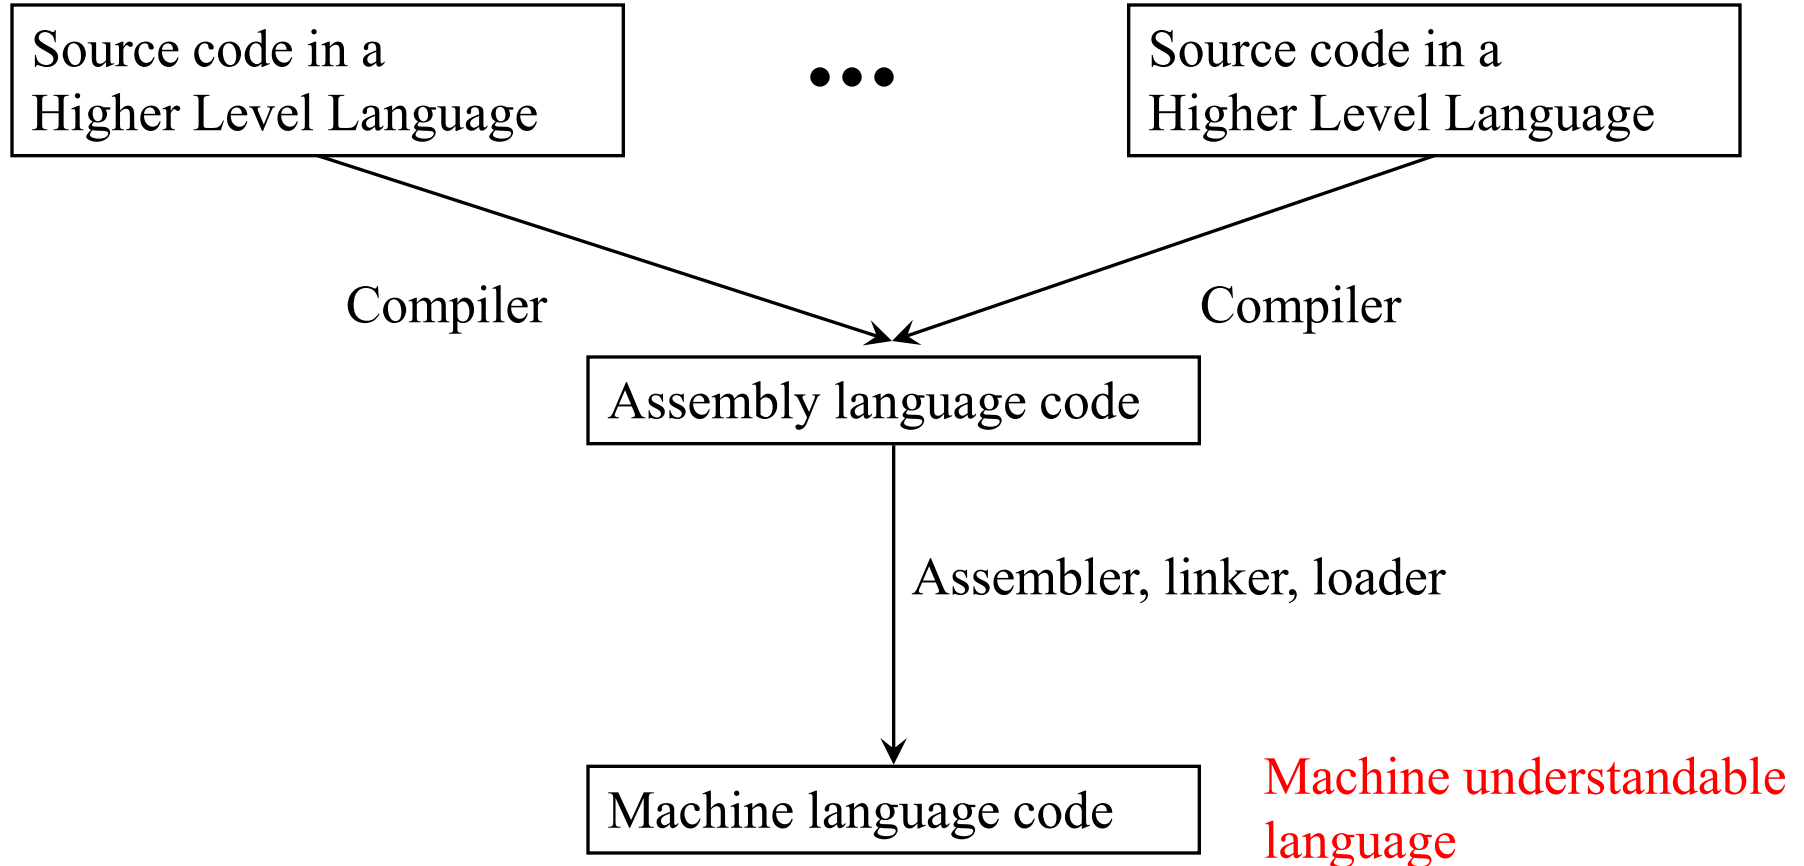 Source code in a
Higher Level Language
Source code in a
Higher Level Language
Compiler
Compiler
Assembly language code
Assembler, linker, loader
Machine language code
Machine understandable
language